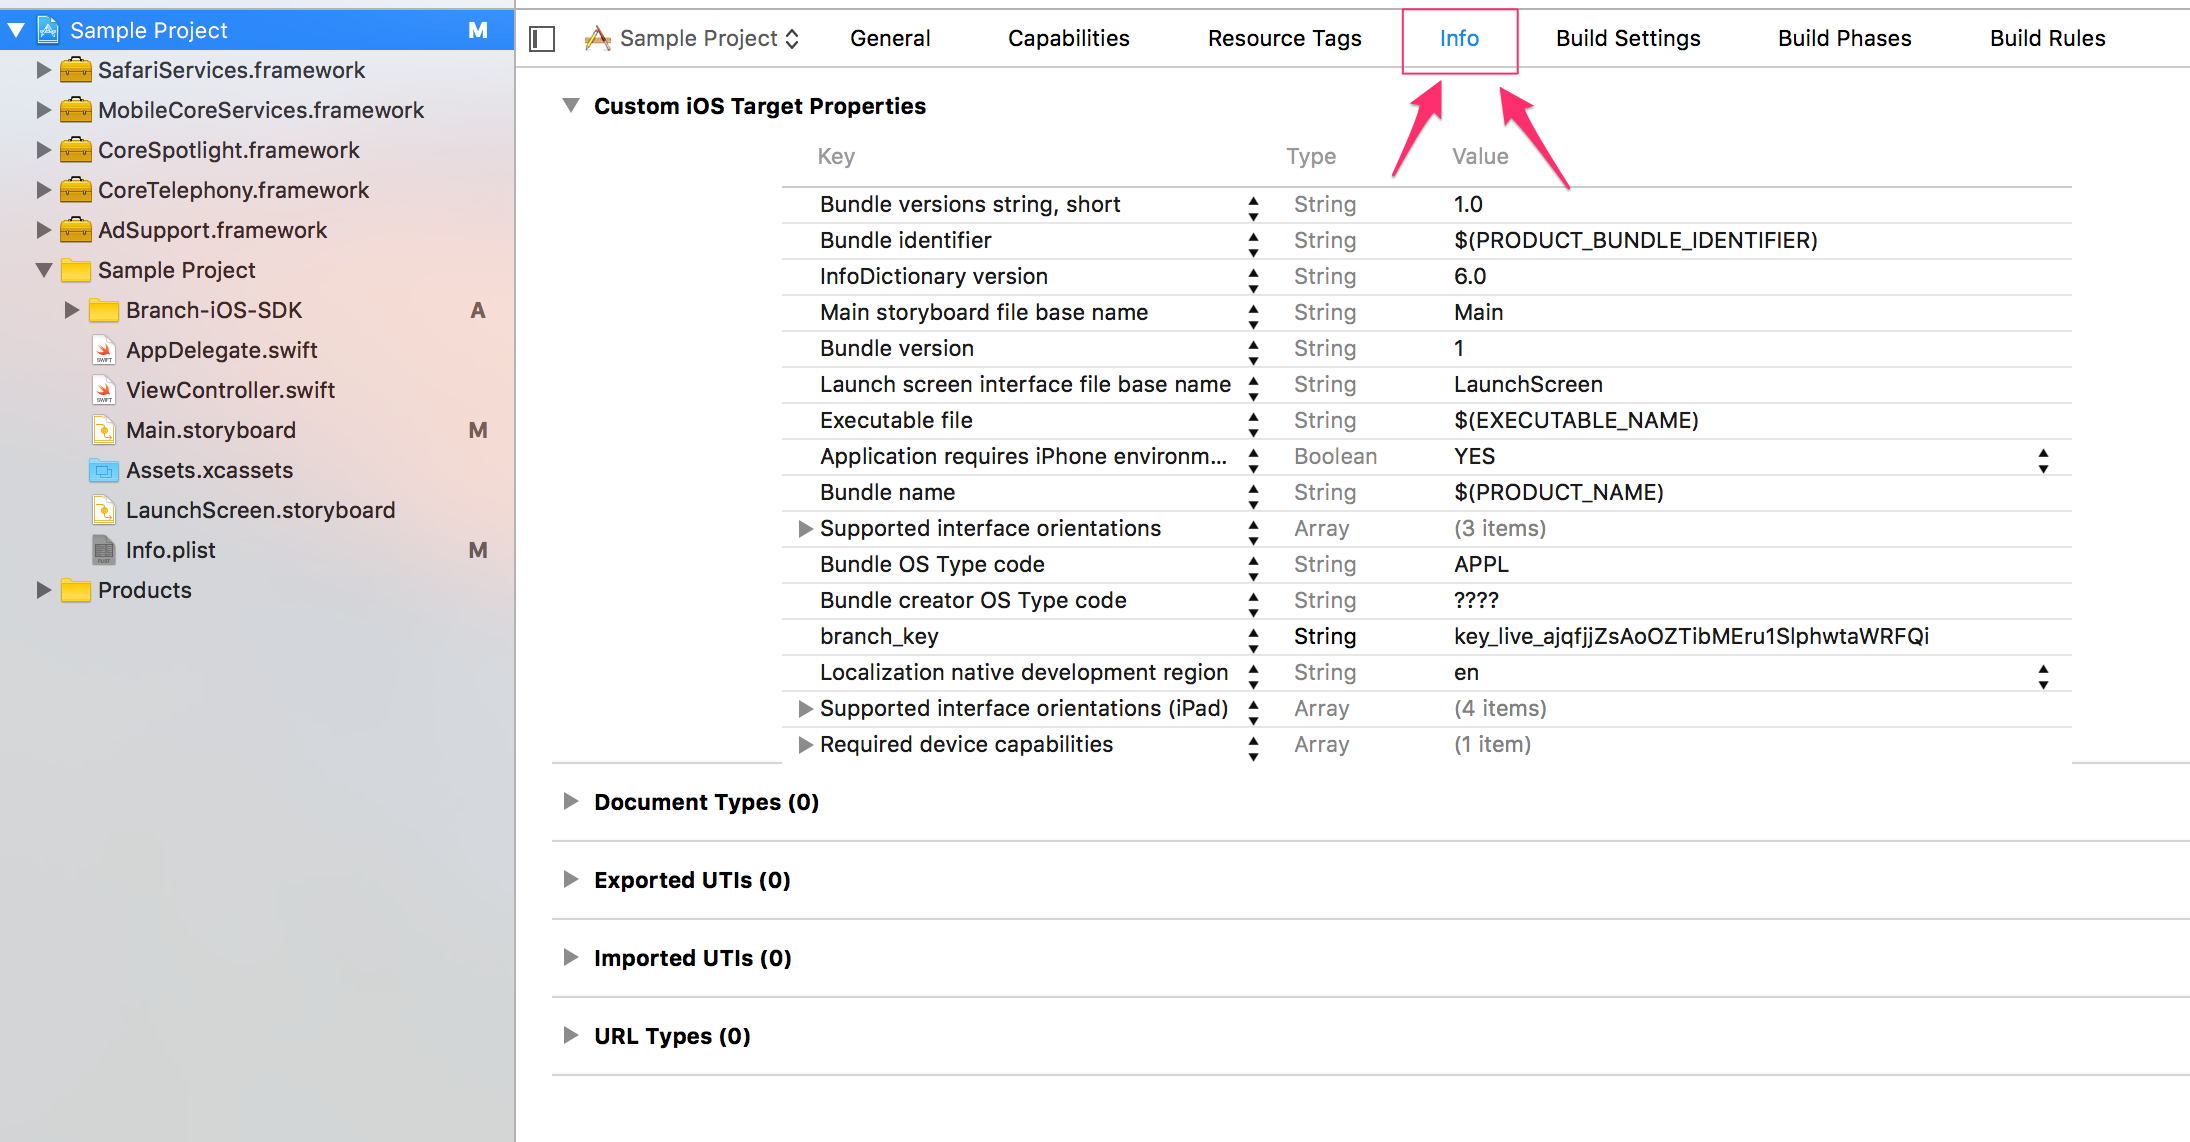 Sample Project M
SafariServices.framework
MobileCoreServices.framework
CoreSpotlight.framework
CoreTelephony.framework
AdSupport.framework
Sample Project
Branch-iOS-SDK A
AppDelegate.swift
ViewController.swift
Main.storyboard M
Assets.xcassets
LaunchScreen.storyboard
Info.plist M
Products
Sample Project General Capabilities Resource Tags Info Build Settings Build Phases Build Rules
Custom iOS Target Properties
Key Type Value
Bundle versions string, short String 1.0
Bundle identifier String $(PRODUCT_BUNDLE_IDENTIFIER)
InfoDictionary version String 6.0
Main storyboard file base name String Main
Bundle version String 1
Launch screen interface file base name String LaunchScreen
Executable file String $(EXECUTABLE_NAME)
Application requires iPhone environm... Boolean YES
Bundle name String $(PRODUCT_NAME)
Supported interface orientations Array (3 items)
Bundle OS Type code String APPL
Bundle creator OS Type code String ????
branch_key String key_live_ajqfjjZsAoOZTibMEru1SlphwtaWRFQi
Localization native development region String en
Supported interface orientations (iPad) Array (4 items)
Required device capabilities Array (1 item)
Document Types (0)
Exported UTIs (0)
Imported UTIs (0)
URL Types (0)